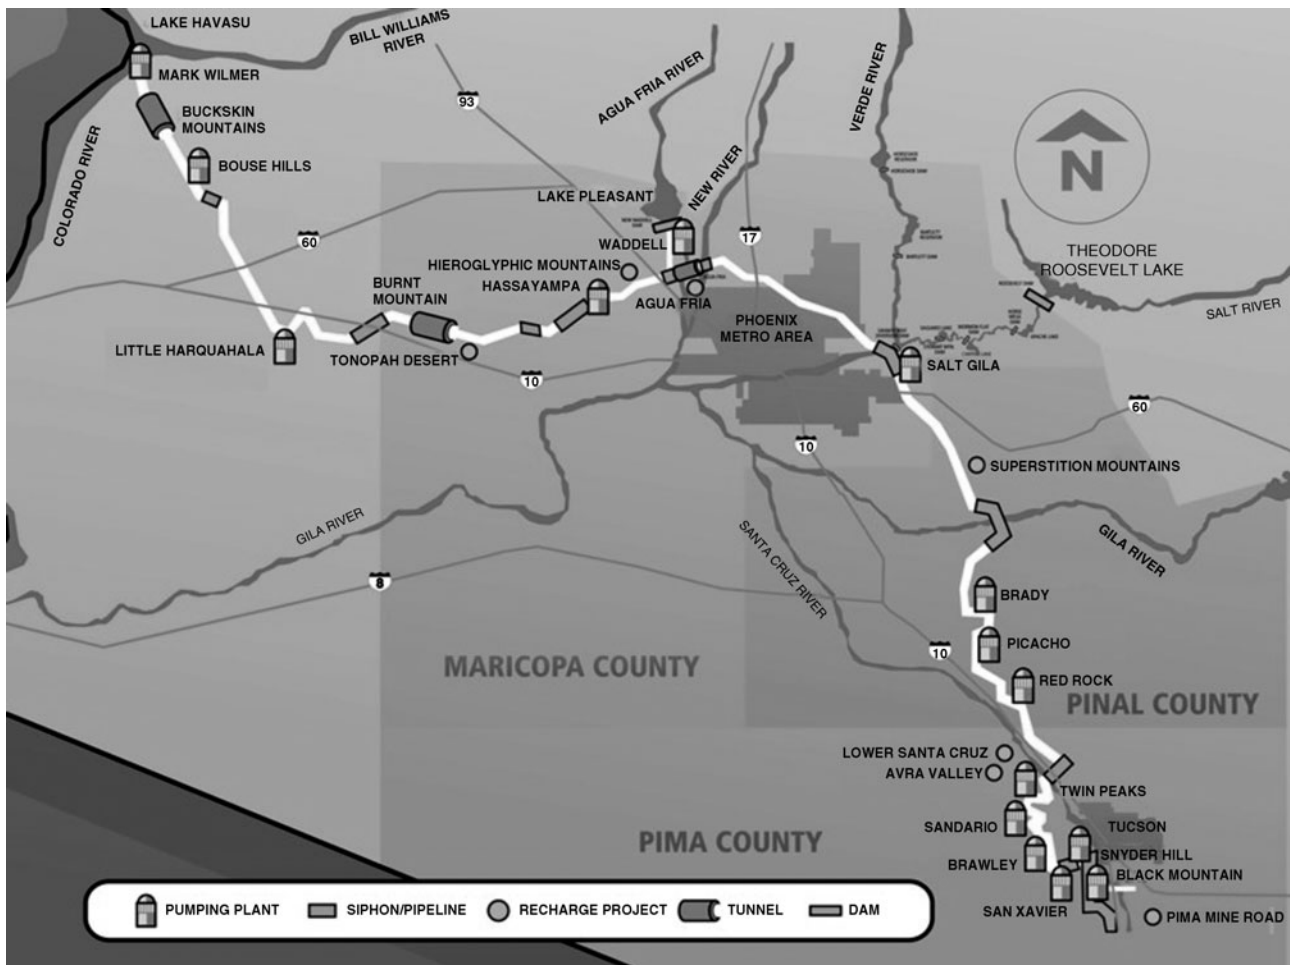 LAKE HAVASU
BILL WILLIAMS
RIVER
MARK WILMER
AGUA FRIA RIVER
VERDE RIVER
93
BUCKSKIN
MOUNTAINS
COLORADO RIVER
BOUSE HILLS
N
LAKE PLEASANT
NEW RIVER
60
WADDELL
17
THEODORE
ROOSEVELT LAKE
HIEROGLYPHIC MOUNTAINS
HASSAYAMPA
BURNT
MOUNTAIN
AGUA FRIA
SALT RIVER
PHOENIX
METRO AREA
LITTLE HARQUAHALA
TONOPAH DESERT
SALT GILA
10
60
10
SUPERSTITION MOUNTAINS
GILA RIVER
SANTA CRUZ RIVER
GILA RIVER
8
BRADY
PICACHO
10
MARICOPA COUNTY
RED ROCK
PINAL COUNTY
LOWER SANTA CRUZ
AVRA VALLEY
TWIN PEAKS
SANDARIO
TUCSON
PIMA COUNTY
BRAWLEY
SNYDER HILL
BLACK MOUNTAIN
SAN XAVIER
PIMA MINE ROAD
PUMPING PLANT
SIPHON/PIPELINE
RECHARGE PROJECT
TUNNEL
DAM